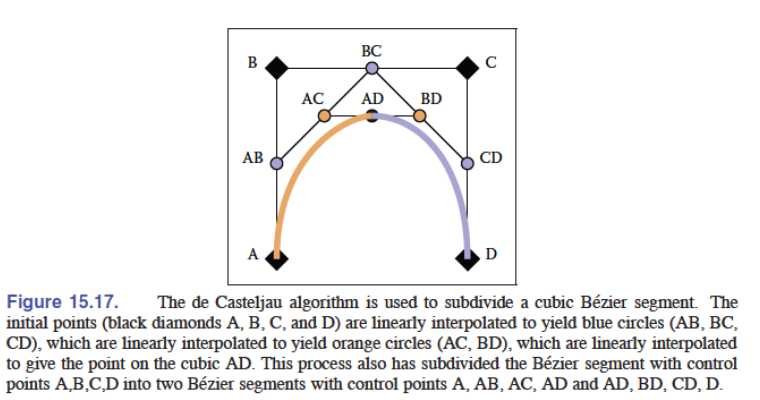 BC
B
C
AC AD BD
AB
CD
A
D
Figure 15.17. The de Casteljau algorithm is used to subdivide a cubic Bézier segment. The
initial points (black diamonds A, B, C, and D) are linearly interpolated to yield blue circles (AB, BC,
CD), which are linearly interpolated to yield orange circles (AC, BD), which are linearly interpolated
to give the point on the cubic AD. This process also has subdivided the Bézier segment with control
points A,B,C,D into two Bézier segments with control points A, AB, AC, AD and AD, BD, CD, D.